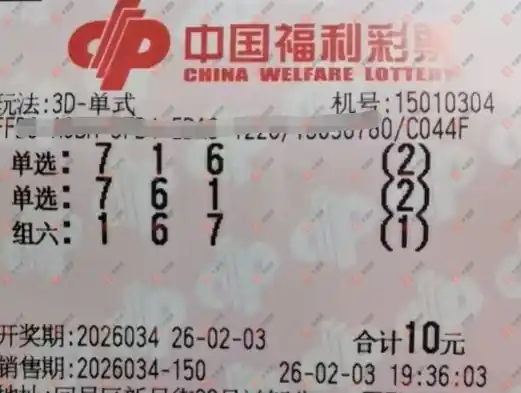 中国福利彩票
CHINA WELFARE LOTTERY
玩法:3D-单式 机号:15010304
/C044F
单选: 7 1 6 (2)
单选: 7 6 1 (2)
组六: 1 6 7 (1)
开奖期:2026034 26-02-03 合计10元
销售期:2026034-150 26-02-03 19:36:03